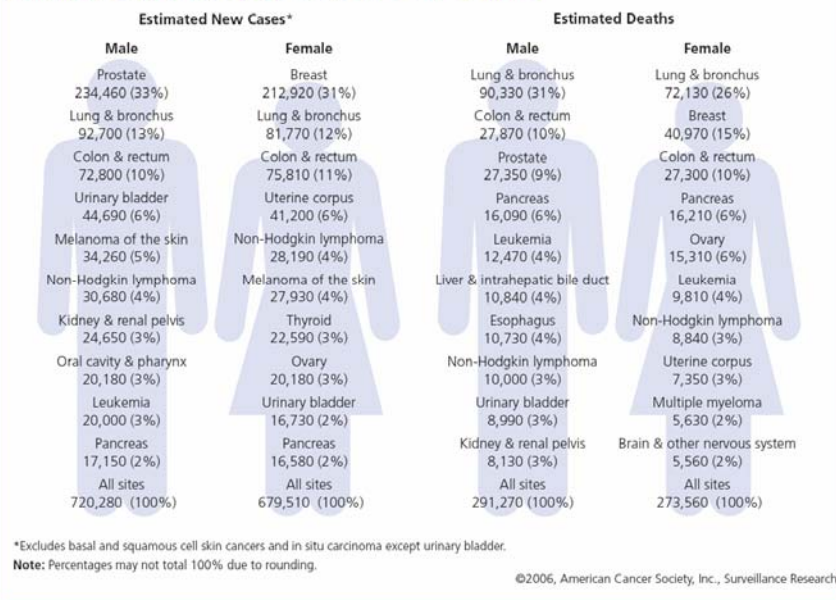 Estimated New Cases*
Estimated Deaths
Male
Female
Male
Female
Prostate
234,460 (33%)
Lung & bronchus
92,700 (13%)
Colon & rectum
72,800 (10%)
Urinary bladder
44,690 (6%)
Melanoma of the skin
34,260 (5%)
Non-Hodgkin lymphoma
30,680 (4%)
Kidney & renal pelvis
24,650 (3%)
Oral cavity & pharynx
20,180 (3%)
Leukemia
20,000 (3%)
Pancreas
17,150 (2%)
All sites
720,280 (100%)
Breast
212,920 (31%)
Lung & bronchus
81,770 (12%)
Colon & rectum
75,810 (11%)
Uterine corpus
41,200 (6%)
Non-Hodgkin lymphoma
28,190 (4%)
Melanoma of the skin
27,930 (4%)
Thyroid
22,590 (3%)
Ovary
20,180 (3%)
Urinary bladder
16,730 (2%)
Pancreas
16,580 (2%)
All sites
679,510 (100%)
Lung & bronchus
90,330 (31%)
Colon & rectum
27,870 (10%)
Prostate
27,350 (9%)
Pancreas
16,090 (6%)
Leukemia
12,470 (4%)
Liver & intrahepatic bile duct
10,840 (4%)
Esophagus
10,730 (4%)
Non-Hodgkin lymphoma
10,000 (3%)
Urinary bladder
8,990 (3%)
Kidney & renal pelvis
8,130 (3%)
All sites
291,270 (100%)
Lung & bronchus
72,130 (26%)
Breast
40,970 (15%)
Colon & rectum
27,300 (10%)
Pancreas
16,210 (6%)
Ovary
15,310 (6%)
Leukemia
9,810 (4%)
Non-Hodgkin lymphoma
8,840 (3%)
Uterine corpus
7,350 (3%)
Multiple myeloma
5,630 (2%)
Brain & other nervous system
5,560 (2%)
All sites
273,560 (100%)
*Excludes basal and squamous cell skin cancers and in situ carcinoma except urinary bladder.
Note: Percentages may not total 100% due to rounding.
©2006, American Cancer Society, Inc., Surveillance Research